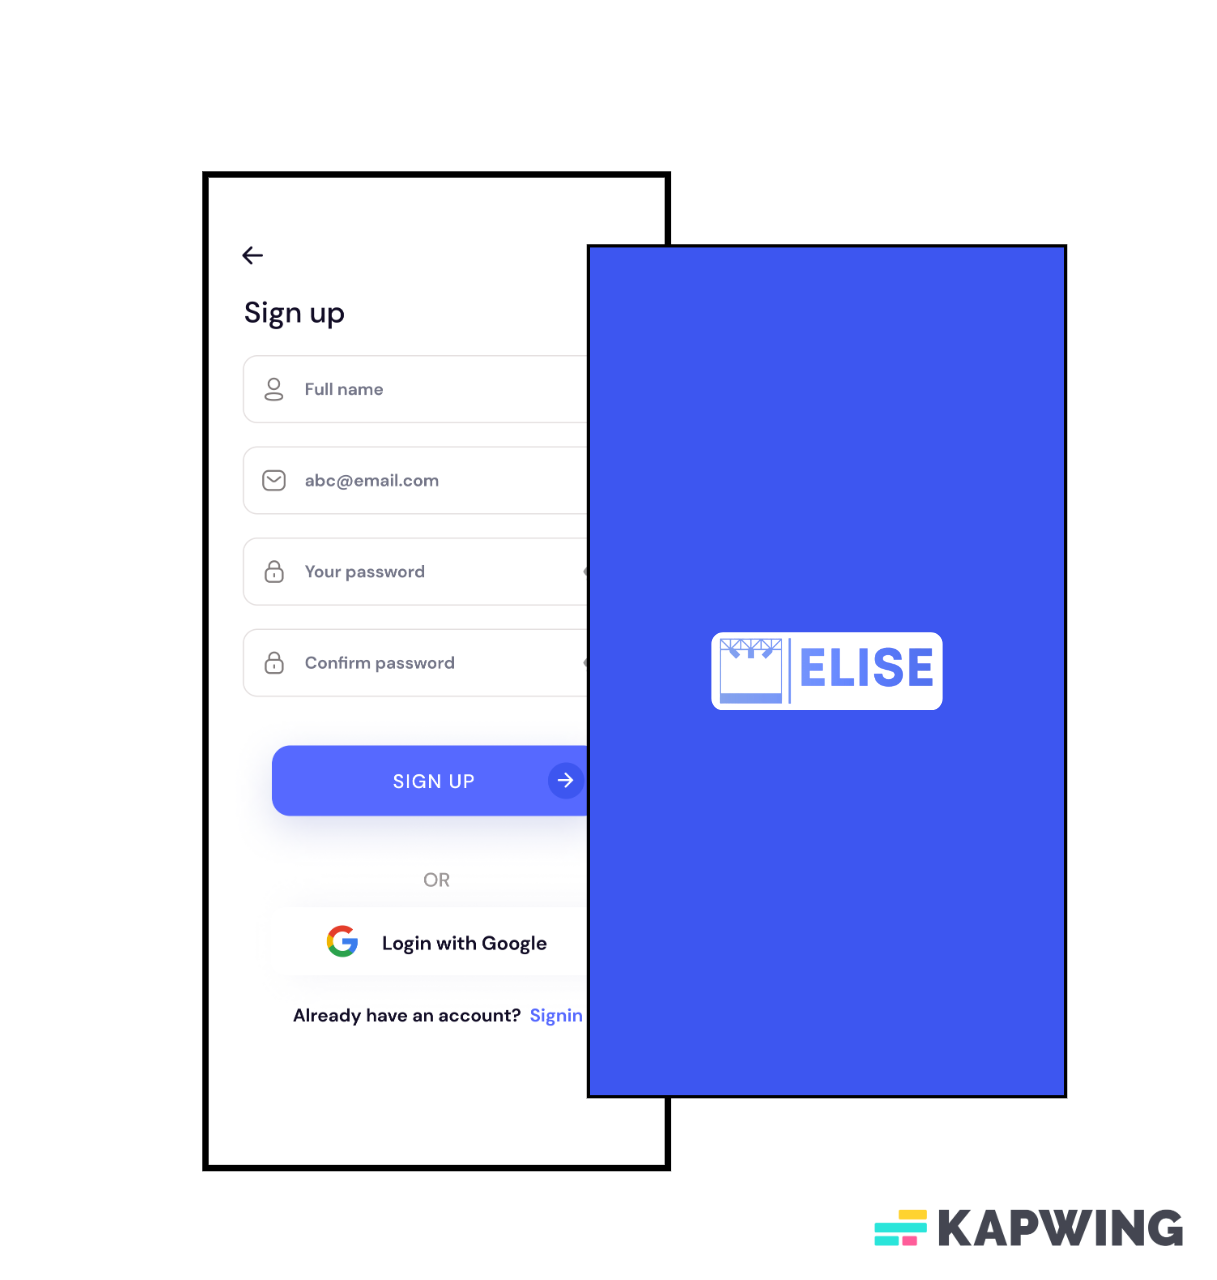 Sign up
Full name
abc@email.com
Your password
Confirm password
SIGN UP
OR
Login with Google
Already have an account? Signin
ELISE
KAPWING